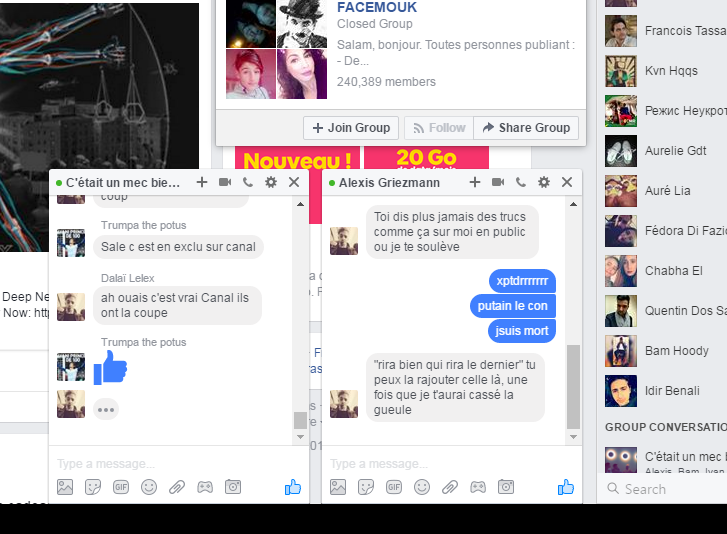 FACEMOUK
Closed Group
Salam, bonjour. Toutes personnes publiant :
- De...
240,389 members
Join Group
Follow
Share Group
Nouveau !
20 Go
Deep Ne
Now: http
C'était un mec bie...
coup
Trumpa the potus
Sale c est en exclu sur canal
Dalaï Lelex
ah ouais c'est vrai Canal ils
ont la coupe
Trumpa the potus
Type a message...
GIF
Alexis Griezmann
Toi dis plus jamais des trucs
comme ça sur moi en public
ou je te soulève
xptdrrrrrrr
putain le con
jsuis mort
"rira bien qui rira le dernier" tu
peux la rajouter celle là, une
fois que je t'aurai cassé la
gueule
Type a message...
GIF
Francois Tassa
Kvn Hqqs
Режис Неукрот
Aurelie Gdt
Auré Lia
Fédora Di Fazio
Chabha El
Quentin Dos Sa
Bam Hoody
Idir Benali
GROUP CONVERSATIO
C'était un mec b
Alexis, Bam, Ivan
Search